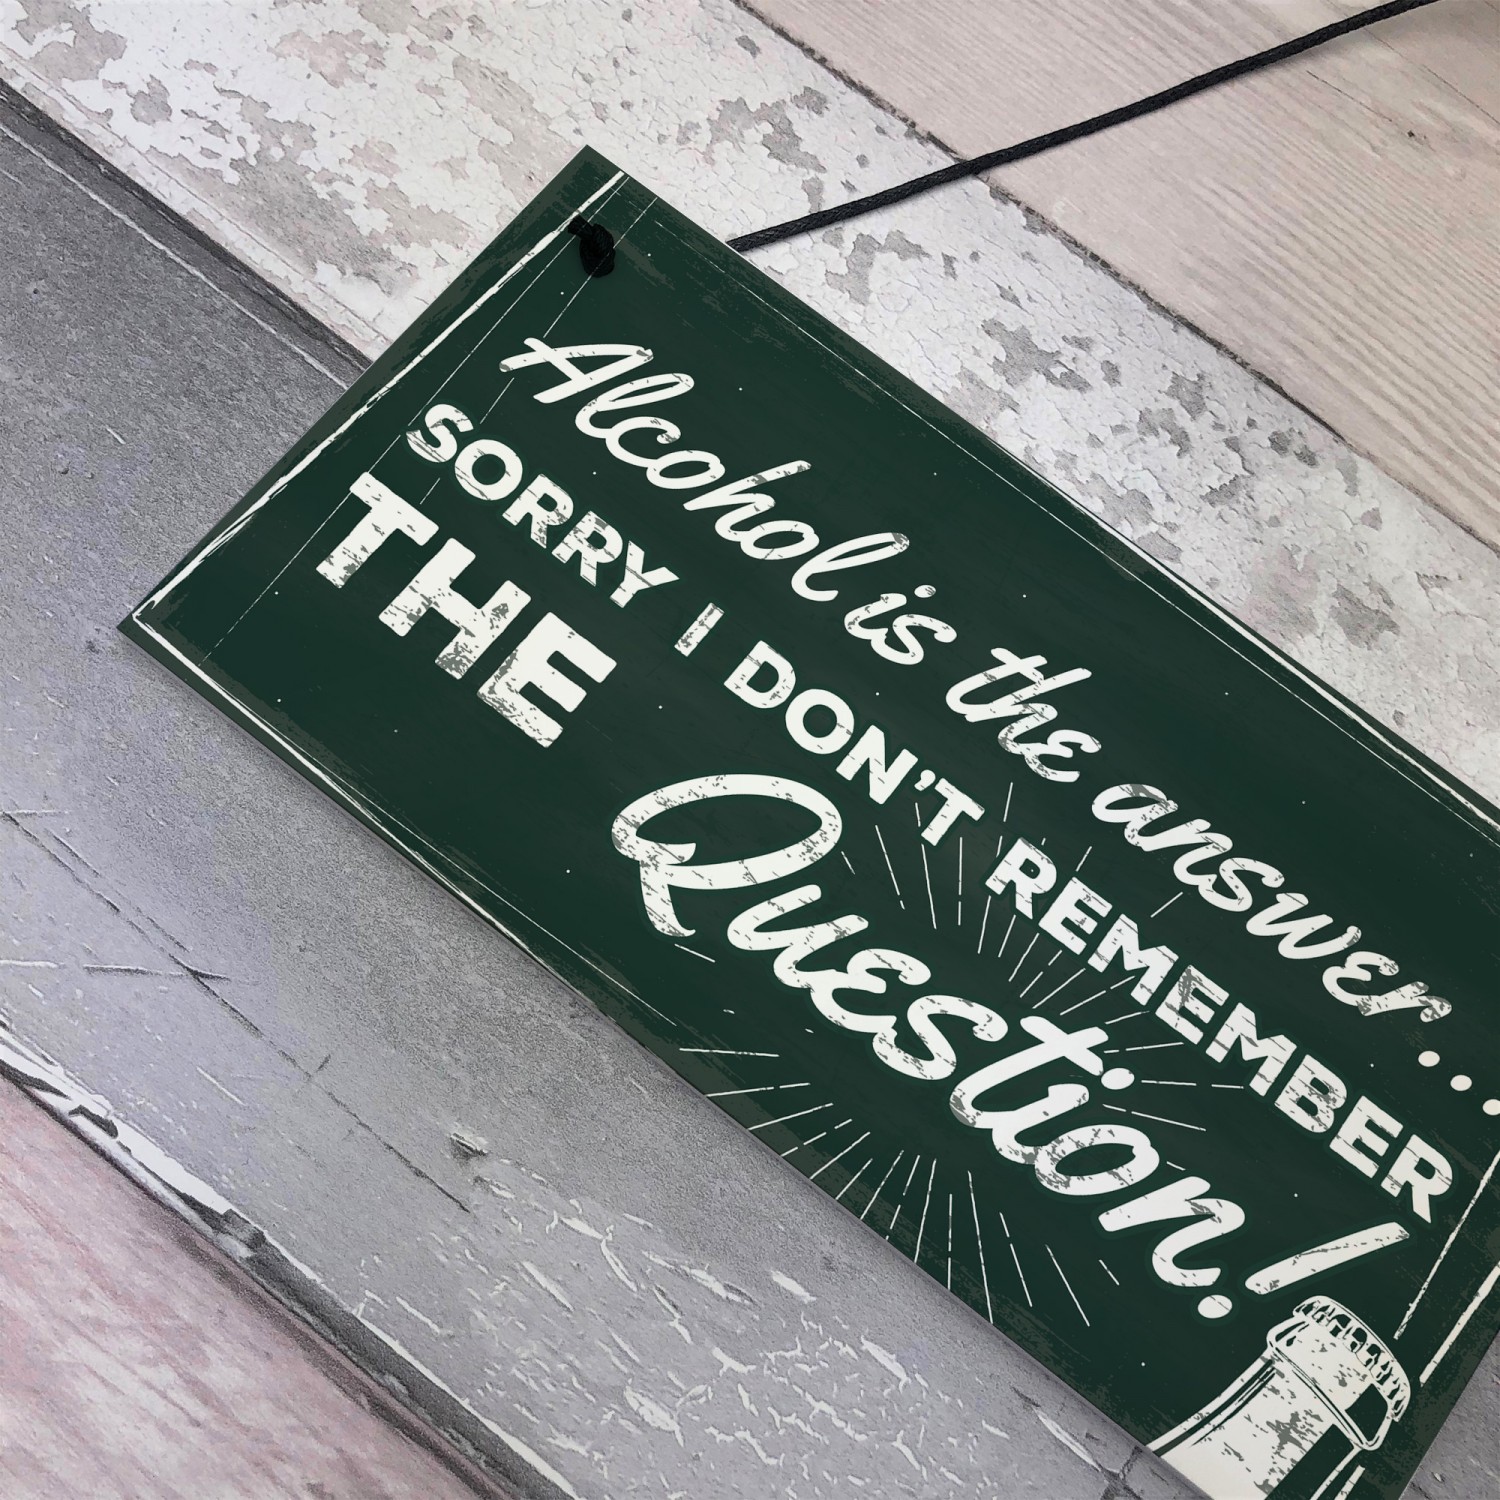 Alcohol is the answer...
SORRY I DON'T REMEMBER
THE
Question!